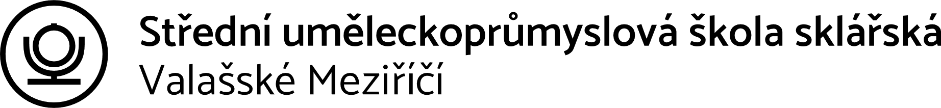 Střední uměleckoprůmyslová škola sklářská
Valašské Meziříčí